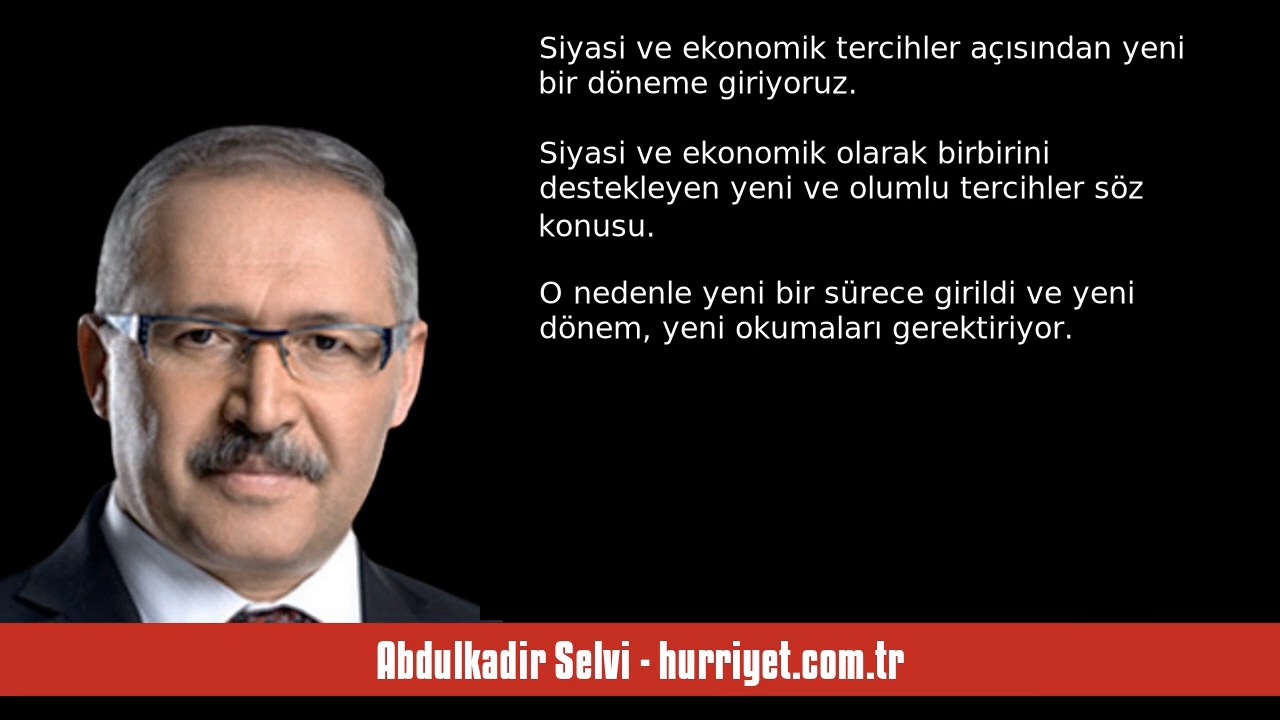 Siyasi ve ekonomik tercihler açısından yeni
bir döneme giriyoruz.
Siyasi ve ekonomik olarak birbirini
destekleyen yeni ve olumlu tercihler söz
konusu.
O nedenle yeni bir sürece girildi ve yeni
dönem, yeni okumaları gerektiriyor.
Abdulkadir Selvi - hurriyet.com.tr